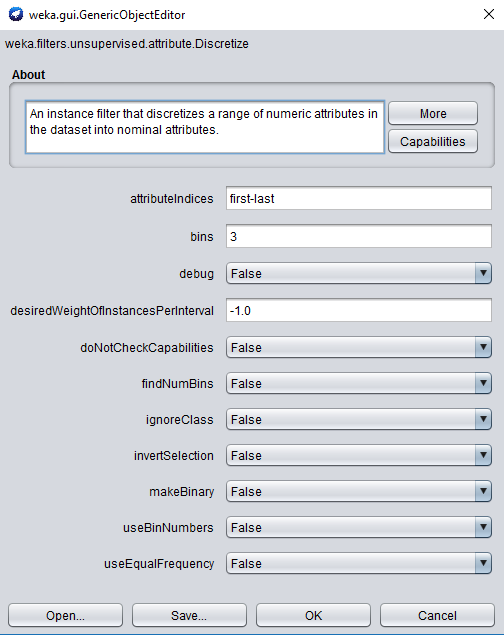 weka.gui.GenericObjectEditor
weka.filters.unsupervised.attribute.Discretize
About
An instance filter that discretizes a range of numeric attributes in
the dataset into nominal attributes.
More
Capabilities
attributeIndices first-last
bins 3
debug False
desiredWeightOfInstancesPerInterval -1.0
doNotCheckCapabilities False
findNumBins False
ignoreClass False
invertSelection False
makeBinary False
useBinNumbers False
useEqualFrequency False
Open... Save... OK Cancel